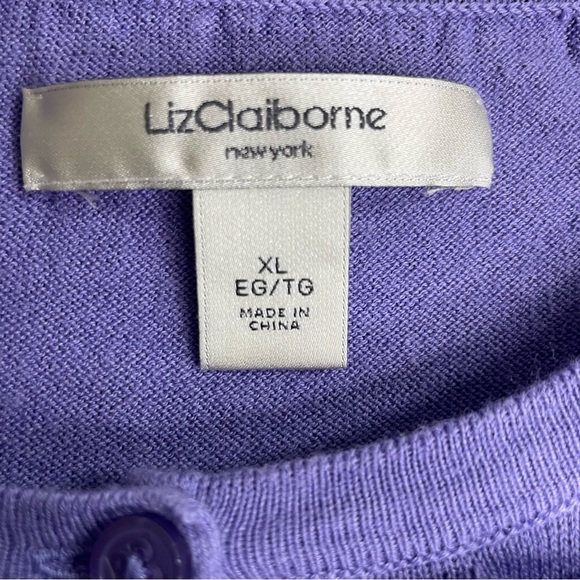 LizClaiborne
newyork
XL
EG/TG
MADE IN
CHINA